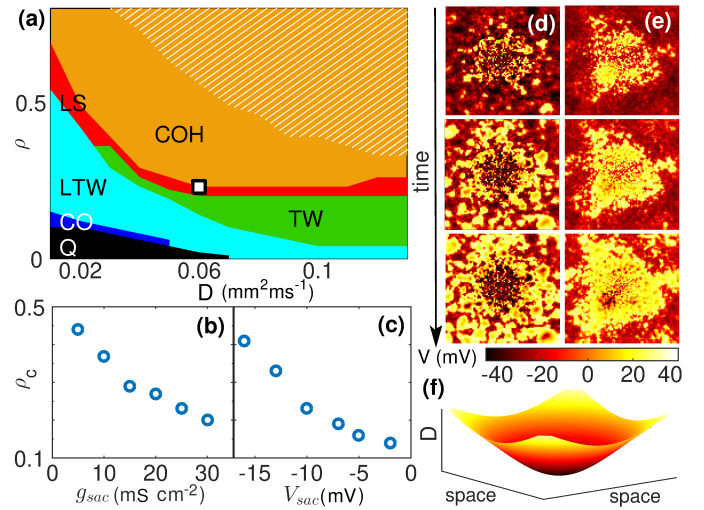 (a)
ρ
0.5
0
LS
COH
LTW
TW
CO
Q
0.02 0.06 0.1
D (mm²ms⁻¹)
(b)
ρc
0.5
0.1
0 10 20 30
gsac (mS cm⁻²)
(c)
-15 -10 -5 0
Vsac (mV)
time
(d)
(e)
V (mV)
-40 -20 0 20 40
(f)
D
space
space